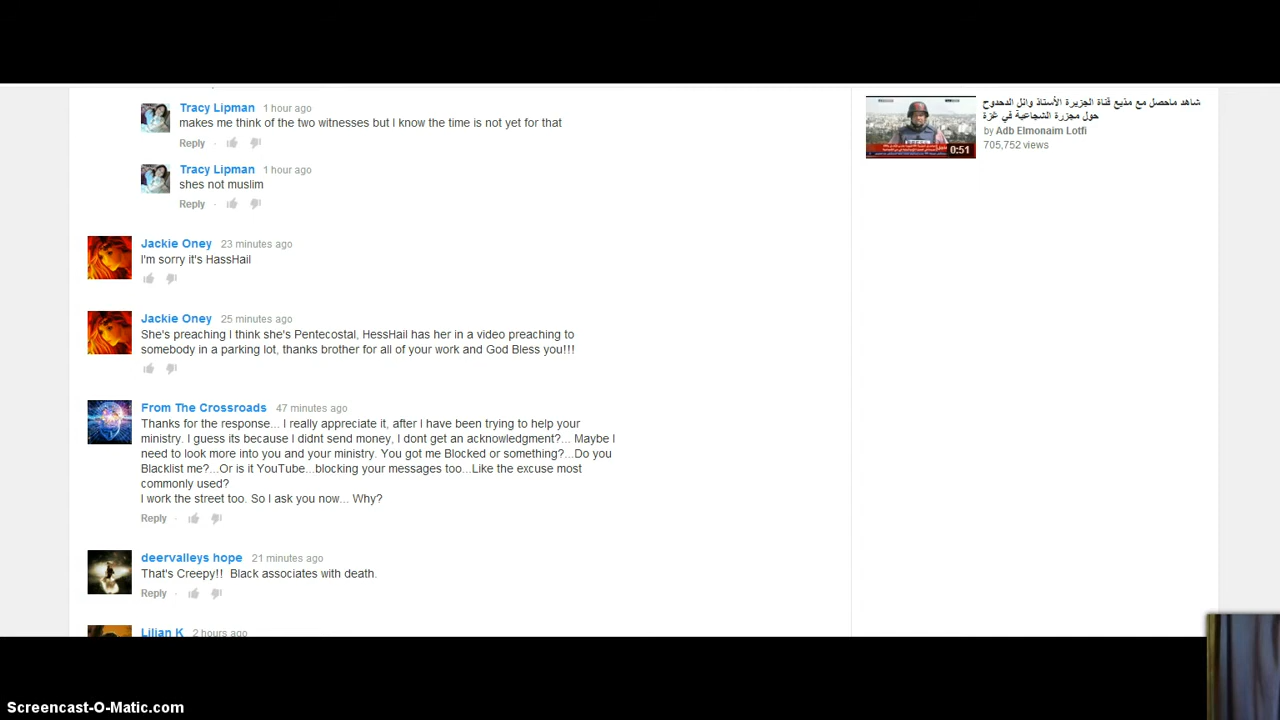 Tracy Lipman 1 hour ago
makes me think of the two witnesses but I know the time is not yet for that
Reply ·
Tracy Lipman 1 hour ago
shes not muslim
Reply ·
Jackie Oney 23 minutes ago
I'm sorry it's HassHail
Jackie Oney 25 minutes ago
She's preaching I think she's Pentecostal, HessHail has her in a video preaching to
somebody in a parking lot, thanks brother for all of your work and God Bless you!!!
From The Crossroads 47 minutes ago
Thanks for the response... I really appreciate it, after I have been trying to help your
ministry. I guess its because I didnt send money, I dont get an acknowledgment?... Maybe I
need to look more into you and your ministry. You got me Blocked or something?...Do you
Blacklist me?...Or is it YouTube...blocking your messages too...Like the excuse most
commonly used?
I work the street too. So I ask you now... Why?
Reply ·
deervalleys hope 21 minutes ago
That's Creepy!! Black associates with death.
Reply ·
Lilian K 2 hours ago
شاهد ماحصل مع مذيع قناة الجزيرة الأستاذ وائل الدحدوح
حول مجزرة الشجاعية في غزة
by Adb Elmonaim Lotfi
705,752 views
0:51
Screencast-O-Matic.com